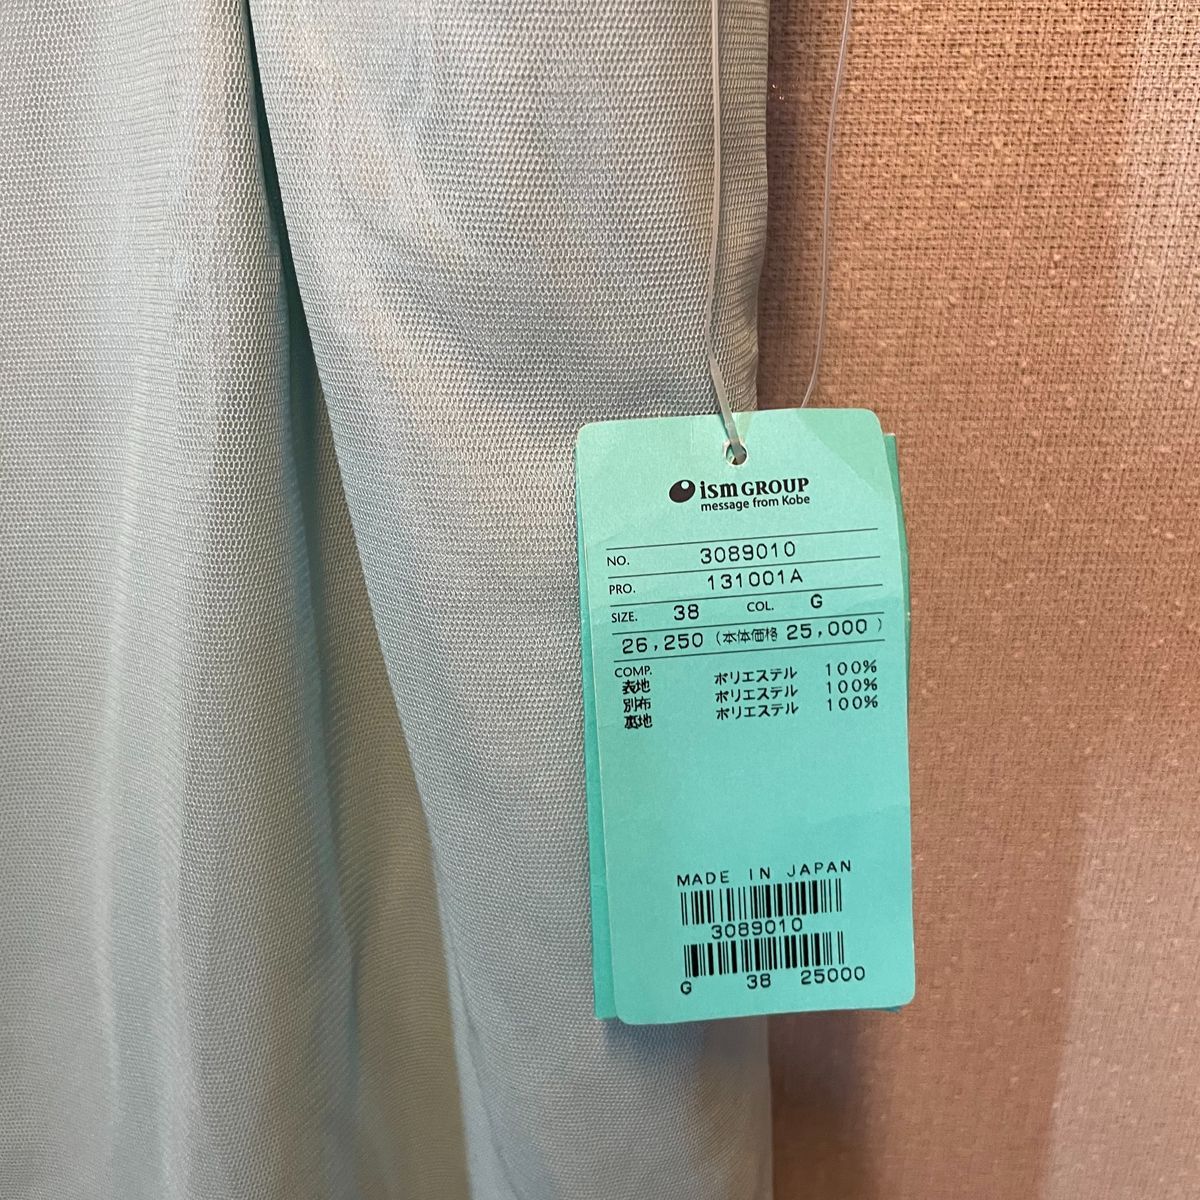 ism GROUP
message from Kobe
NO. 3089010
PRO. 131001A
SIZE. 38 COL. G
26,250 (本体価格 25,000 )
COMP.
表地 ポリエステル 100%
別布 ポリエステル 100%
裏地 ポリエステル 100%
MADE IN JAPAN
3089010
G 38 25000